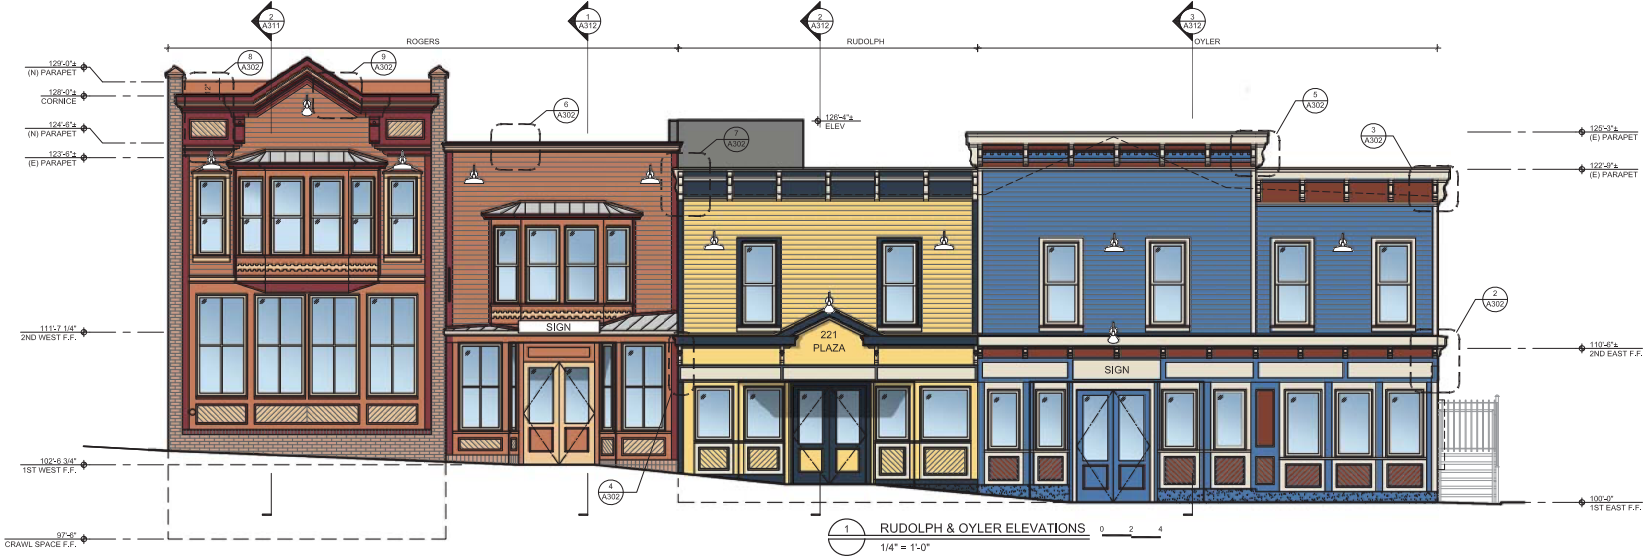 2
A311
1
A312
2
A312
3
A312
ROGERS
RUDOLPH
OYLER
129'-0"±
(N) PARAPET
128'-0"±
CORNICE
124'-6"±
(N) PARAPET
123'-6"±
(E) PARAPET
8
A302
9
A302
12"
6
A302
7
A302
126'-4"±
ELEV
5
A302
3
A302
125'-3"±
(E) PARAPET
122'-9"±
(E) PARAPET
2
A302
111'-7 1/4"
2ND WEST F.F.
SIGN
221
PLAZA
SIGN
110'-6"±
2ND EAST F.F.
102'-6 3/4"
1ST WEST F.F.
4
A302
100'-0"
1ST EAST F.F.
97'-6"
CRAWL SPACE F.F.
1
RUDOLPH & OYLER ELEVATIONS
0 2 4
1/4" = 1'-0"